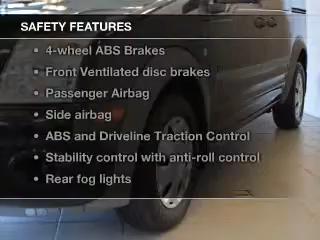 SAFETY FEATURES
• 4-wheel ABS Brakes
• Front Ventilated disc brakes
• Passenger Airbag
• Side airbag
• ABS and Driveline Traction Control
• Stability control with anti-roll control
• Rear fog lights